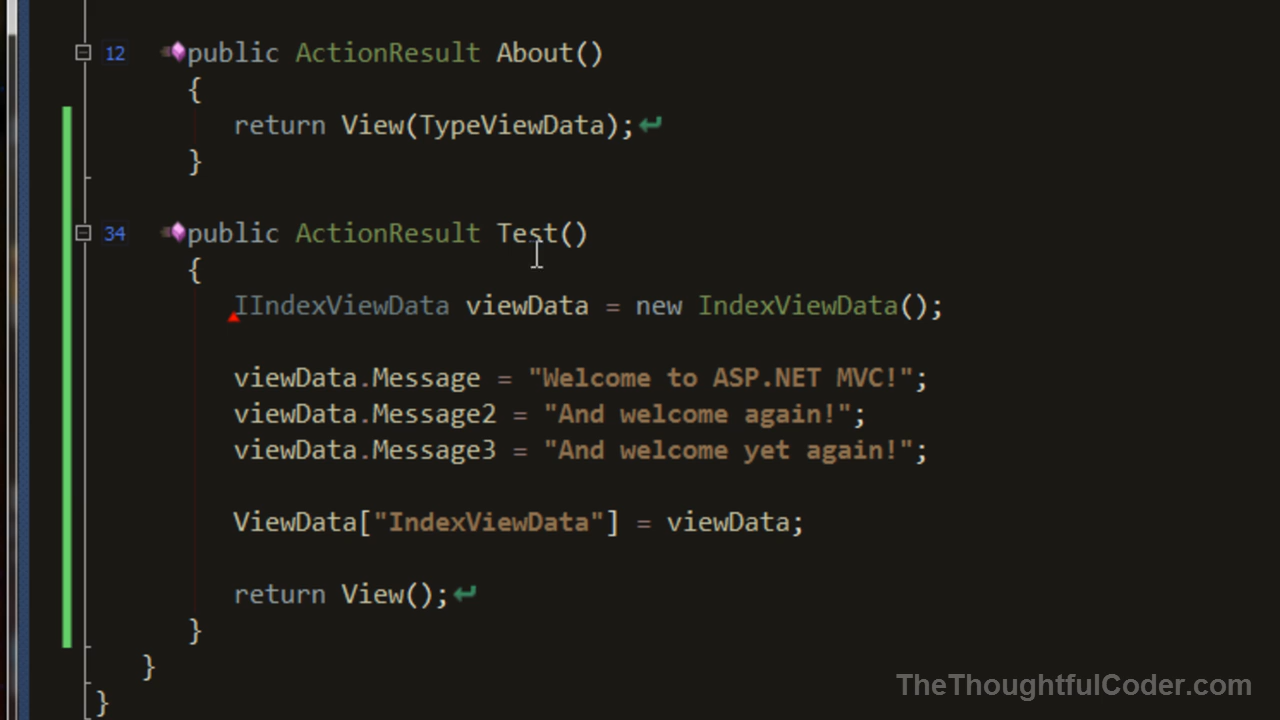 12 public ActionResult About()
{
return View(TypeViewData);
}
34 public ActionResult Test()
{
IIndexViewData viewData = new IndexViewData();
viewData.Message = "Welcome to ASP.NET MVC!";
viewData.Message2 = "And welcome again!";
viewData.Message3 = "And welcome yet again!";
ViewData["IndexViewData"] = viewData;
return View();
}
}
}
TheThoughtfulCoder.com